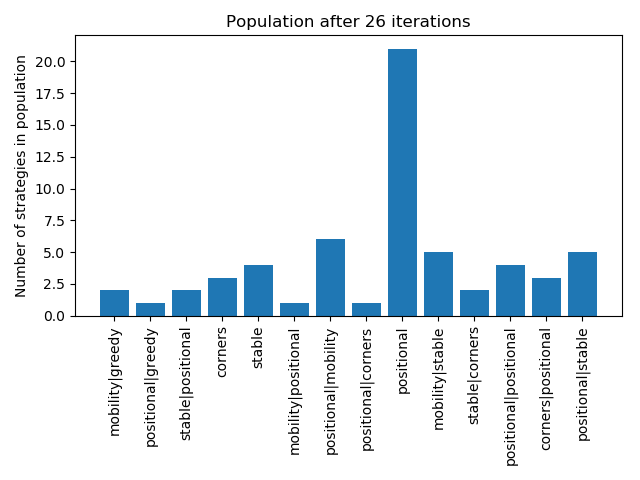 Population after 26 iterations
Number of strategies in population
20.0
17.5
15.0
12.5
10.0
7.5
5.0
2.5
0.0
mobility|greedy
positional|greedy
stable|positional
corners
stable
mobility|positional
positional|mobility
positional|corners
positional
mobility|stable
stable|corners
positional|positional
corners|positional
positional|stable